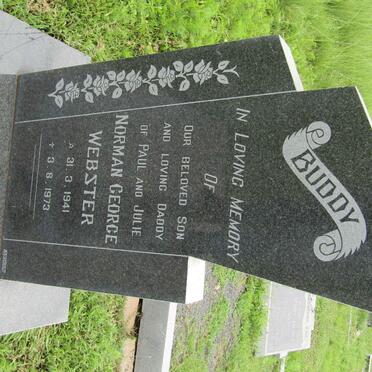 BUDDY
IN LOVING MEMORY
OF
OUR BELOVED SON
AND LOVING DADDY
OF PAUL AND JULIE
NORMAN GEORGE
WEBSTER
☆ 31.3.1941
✝ 3.8.1973